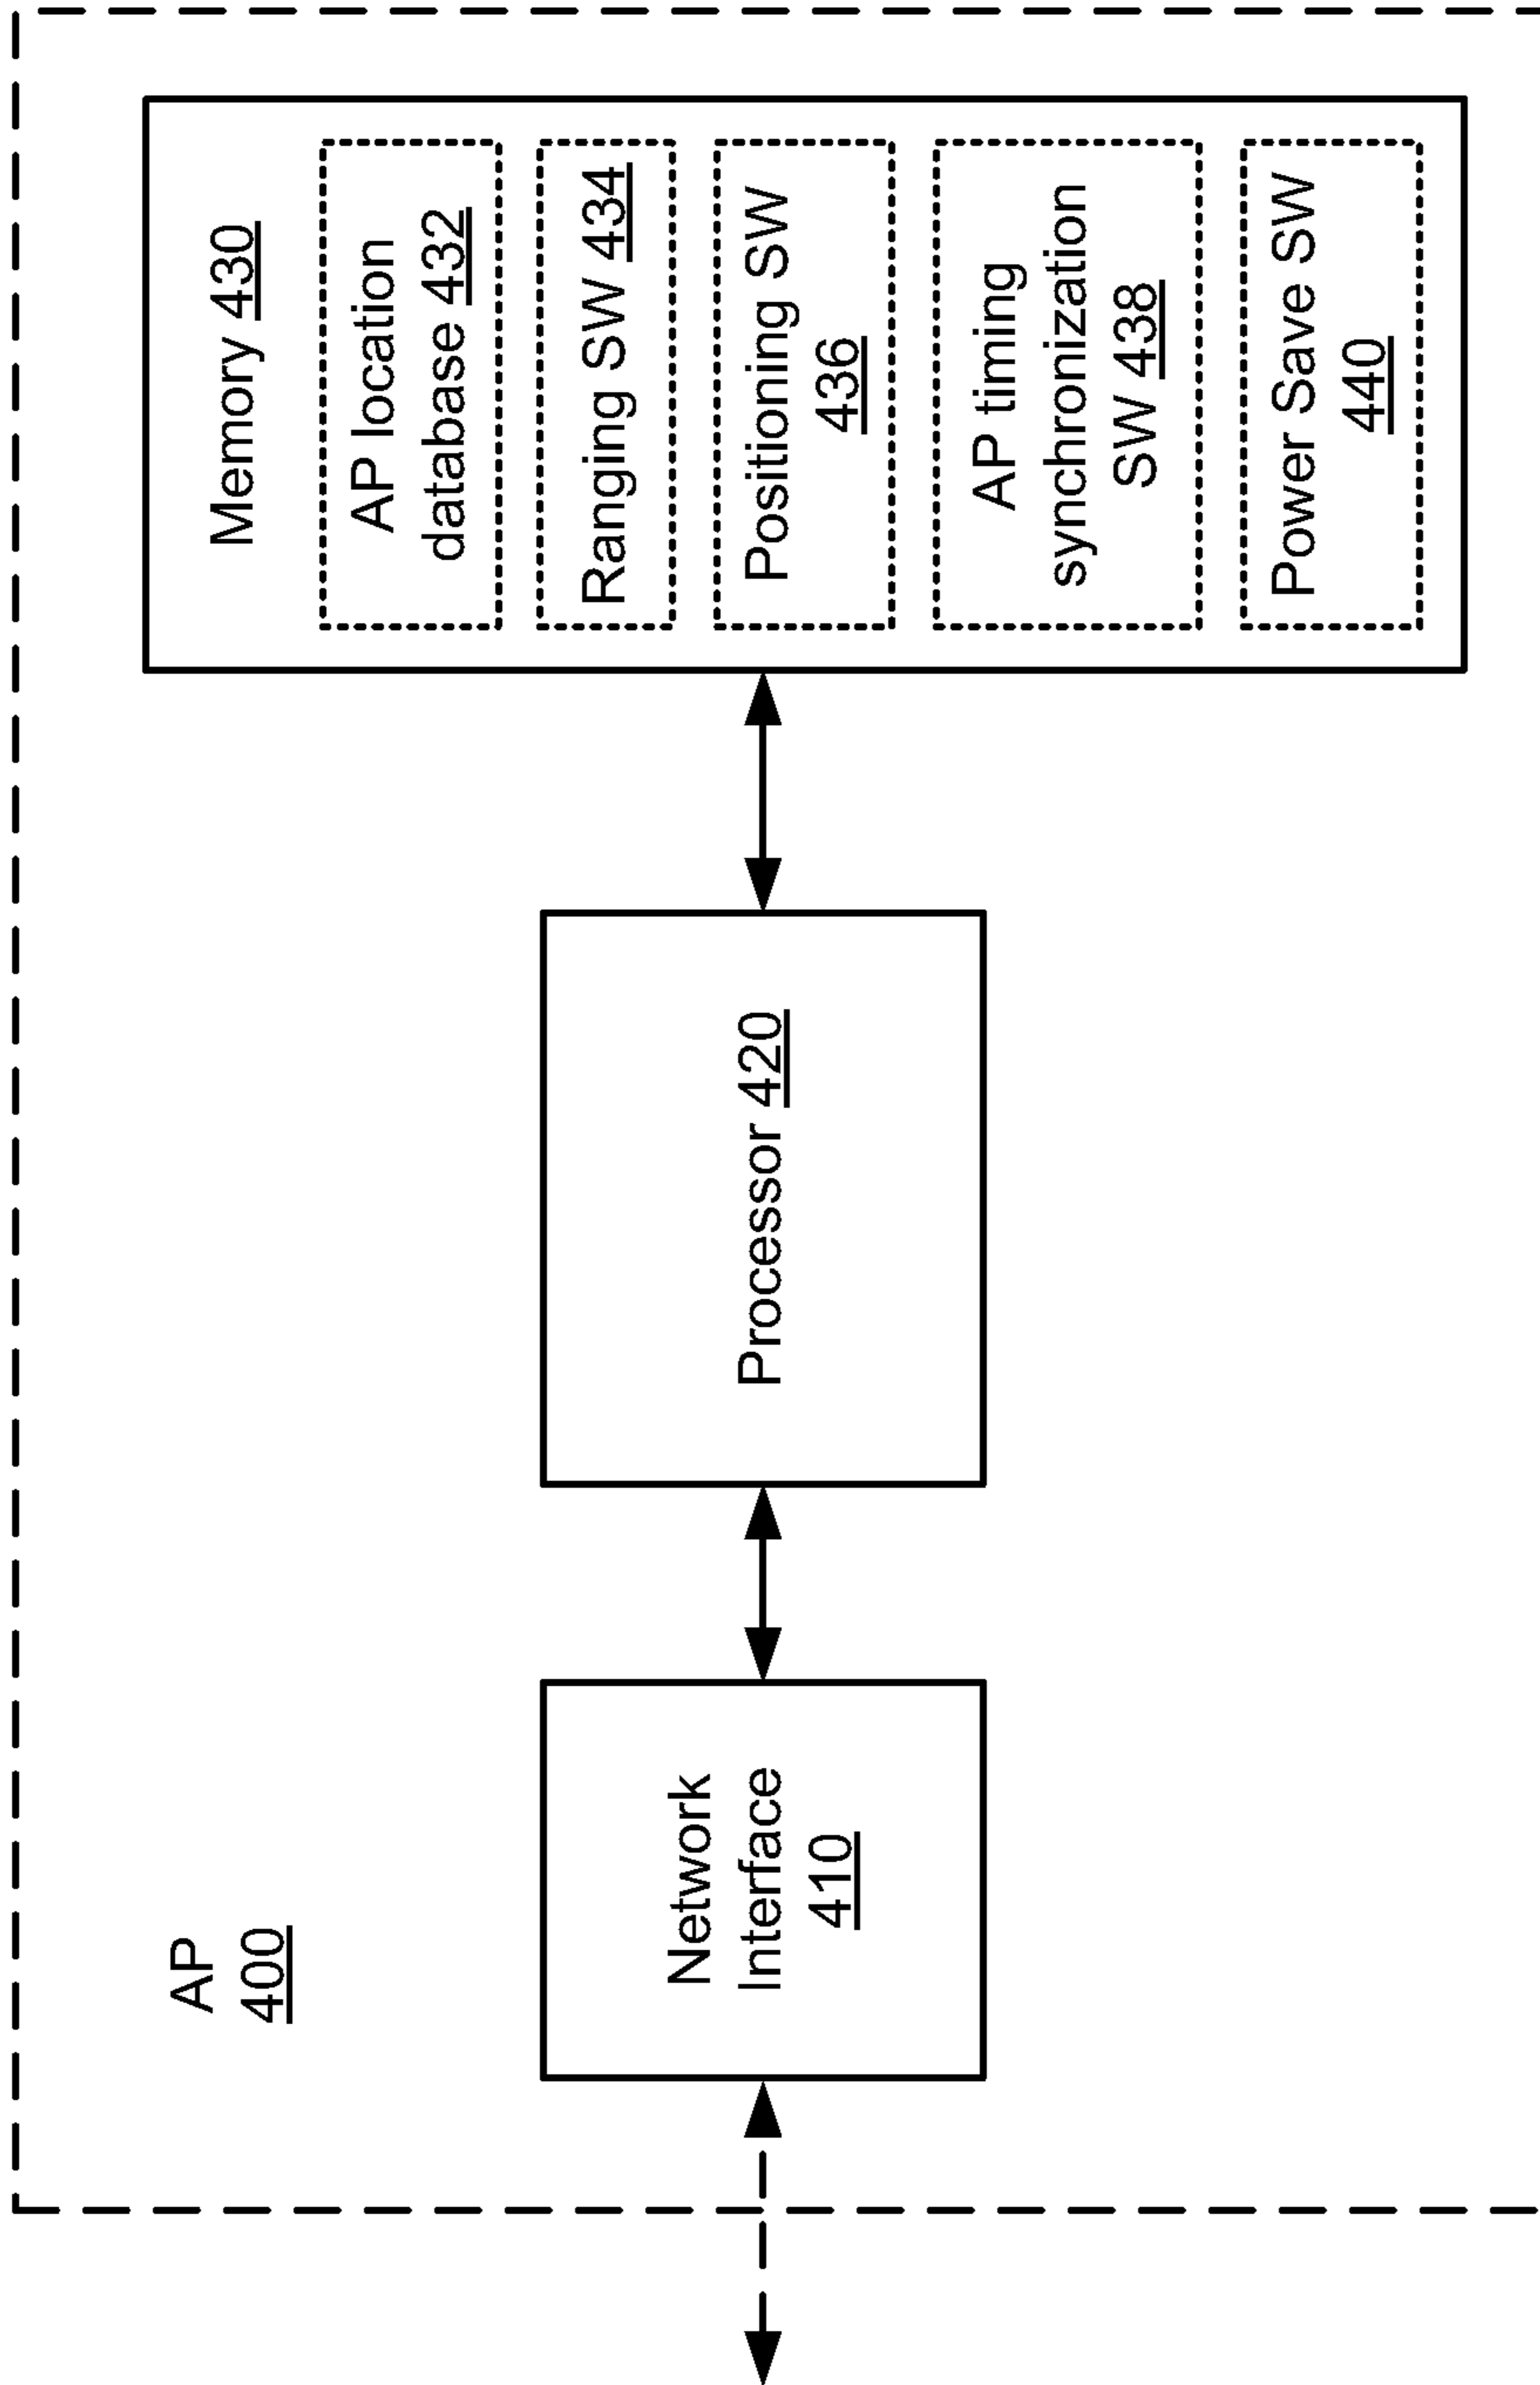 AP
400
Network
Interface
410
Processor 420
Memory 430
AP location
database 432
Ranging SW 434
Positioning SW
436
AP timing
synchronization
SW 438
Power Save SW
440